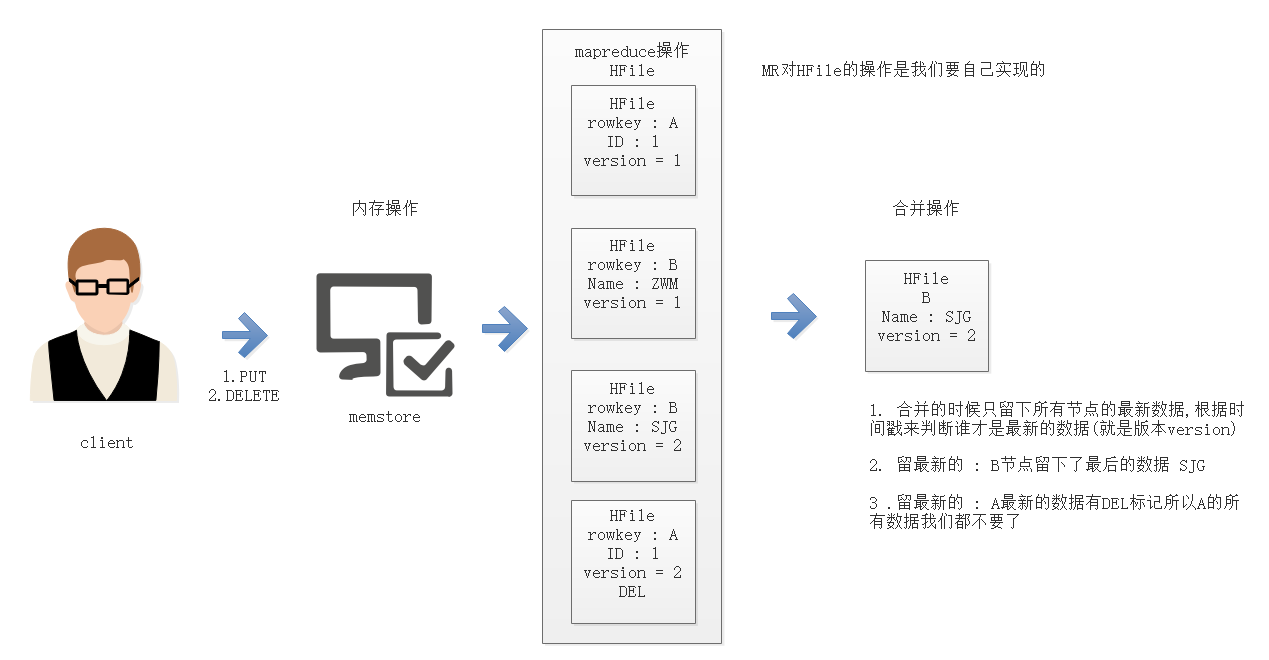 client
1.PUT
2.DELETE
内存操作
memstore
mapreduce操作
HFile
HFile
rowkey : A
ID : 1
version = 1
HFile
rowkey : B
Name : ZWM
version = 1
HFile
rowkey : B
Name : SJG
version = 2
HFile
rowkey : A
ID : 1
version = 2
DEL
MR对HFile的操作是我们要自己实现的
合并操作
HFile
B
Name : SJG
version = 2
1. 合并的时候只留下所有节点的最新数据,根据时
间戳来判断谁才是最新的数据(就是版本version)
2. 留最新的 : B节点留下了最后的数据 SJG
3 .留最新的 : A最新的数据有DEL标记所以A的所
有数据我们都不要了